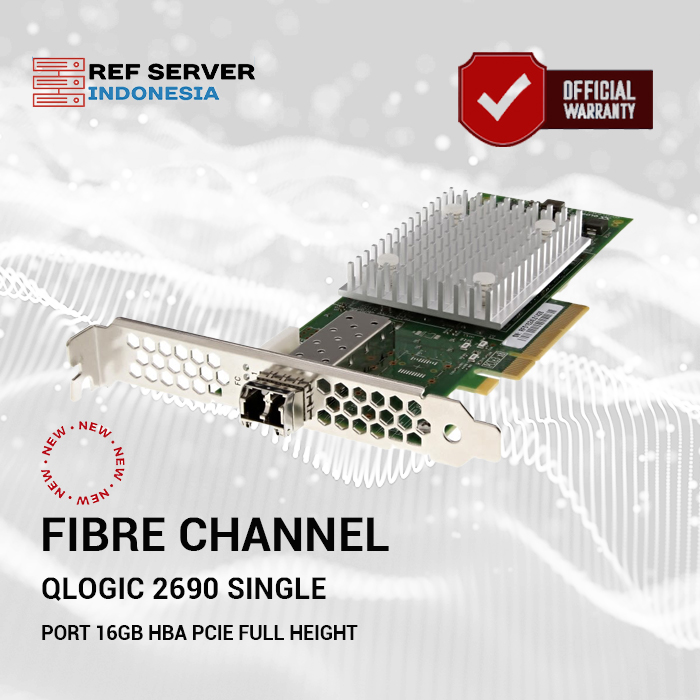 REF SERVER
INDONESIA
OFFICIAL
WARRANTY
NEW • NEW • NEW • NEW • NEW •
FIBRE CHANNEL
QLOGIC 2690 SINGLE
PORT 16GB HBA PCIE FULL HEIGHT